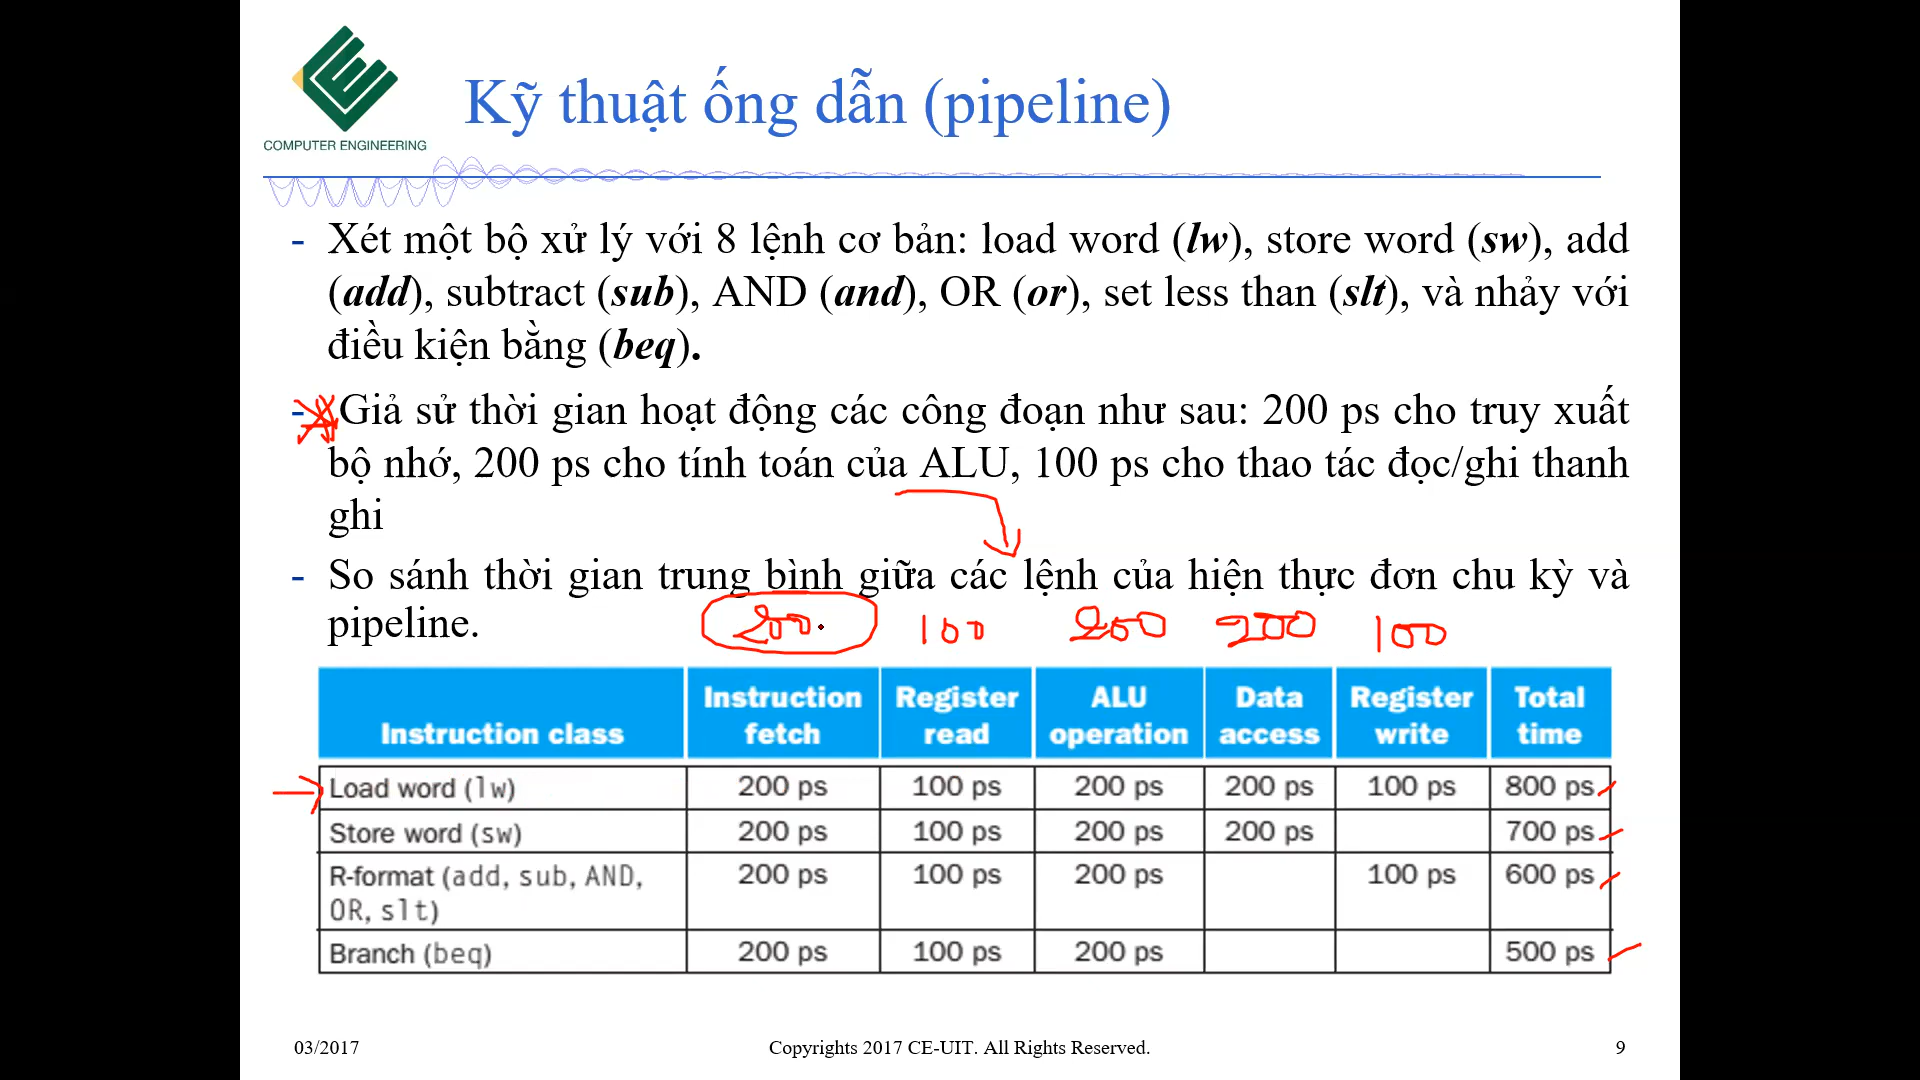 COMPUTER ENGINEERING
Kỹ thuật ống dẫn (pipeline)
- Xét một bộ xử lý với 8 lệnh cơ bản: load word (lw), store word (sw), add
(add), subtract (sub), AND (and), OR (or), set less than (slt), và nhảy với
điều kiện bằng (beq).
- Giả sử thời gian hoạt động các công đoạn như sau: 200 ps cho truy xuất
bộ nhớ, 200 ps cho tính toán của ALU, 100 ps cho thao tác đọc/ghi thanh
ghi
- So sánh thời gian trung bình giữa các lệnh của hiện thực đơn chu kỳ và
pipeline.
200 100 200 200 100
Instruction class Instruction fetch Register read ALU operation Data access Register write Total time
Load word (lw) 200 ps 100 ps 200 ps 200 ps 100 ps 800 ps
Store word (sw) 200 ps 100 ps 200 ps 200 ps 700 ps
R-format (add, sub, AND, 200 ps 100 ps 200 ps 100 ps 600 ps
OR, slt)
Branch (beq) 200 ps 100 ps 200 ps 500 ps
03/2017 Copyrights 2017 CE-UIT. All Rights Reserved. 9